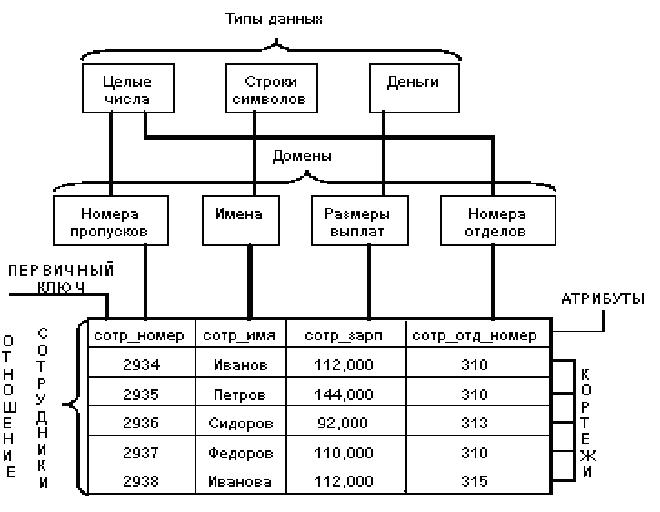 Типы данных
Целые
числа
Строки
символов
Деньги
Домены
Номера
пропусков
Имена
Размеры
выплат
Номера
отделов
ПЕРВИЧНЫЙ
КЛЮЧ
АТРИБУТЫ
ОТНОШЕНИЕ
СОТРУДНИКИ
сотр_номер сотр_имя сотр_зарп сотр_отд_номер
2934 Иванов 112,000 310
2935 Петров 144,000 310
2936 Сидоров 92,000 313
2937 Федоров 110,000 310
2938 Иванова 112,000 315
КОРТЕЖИ